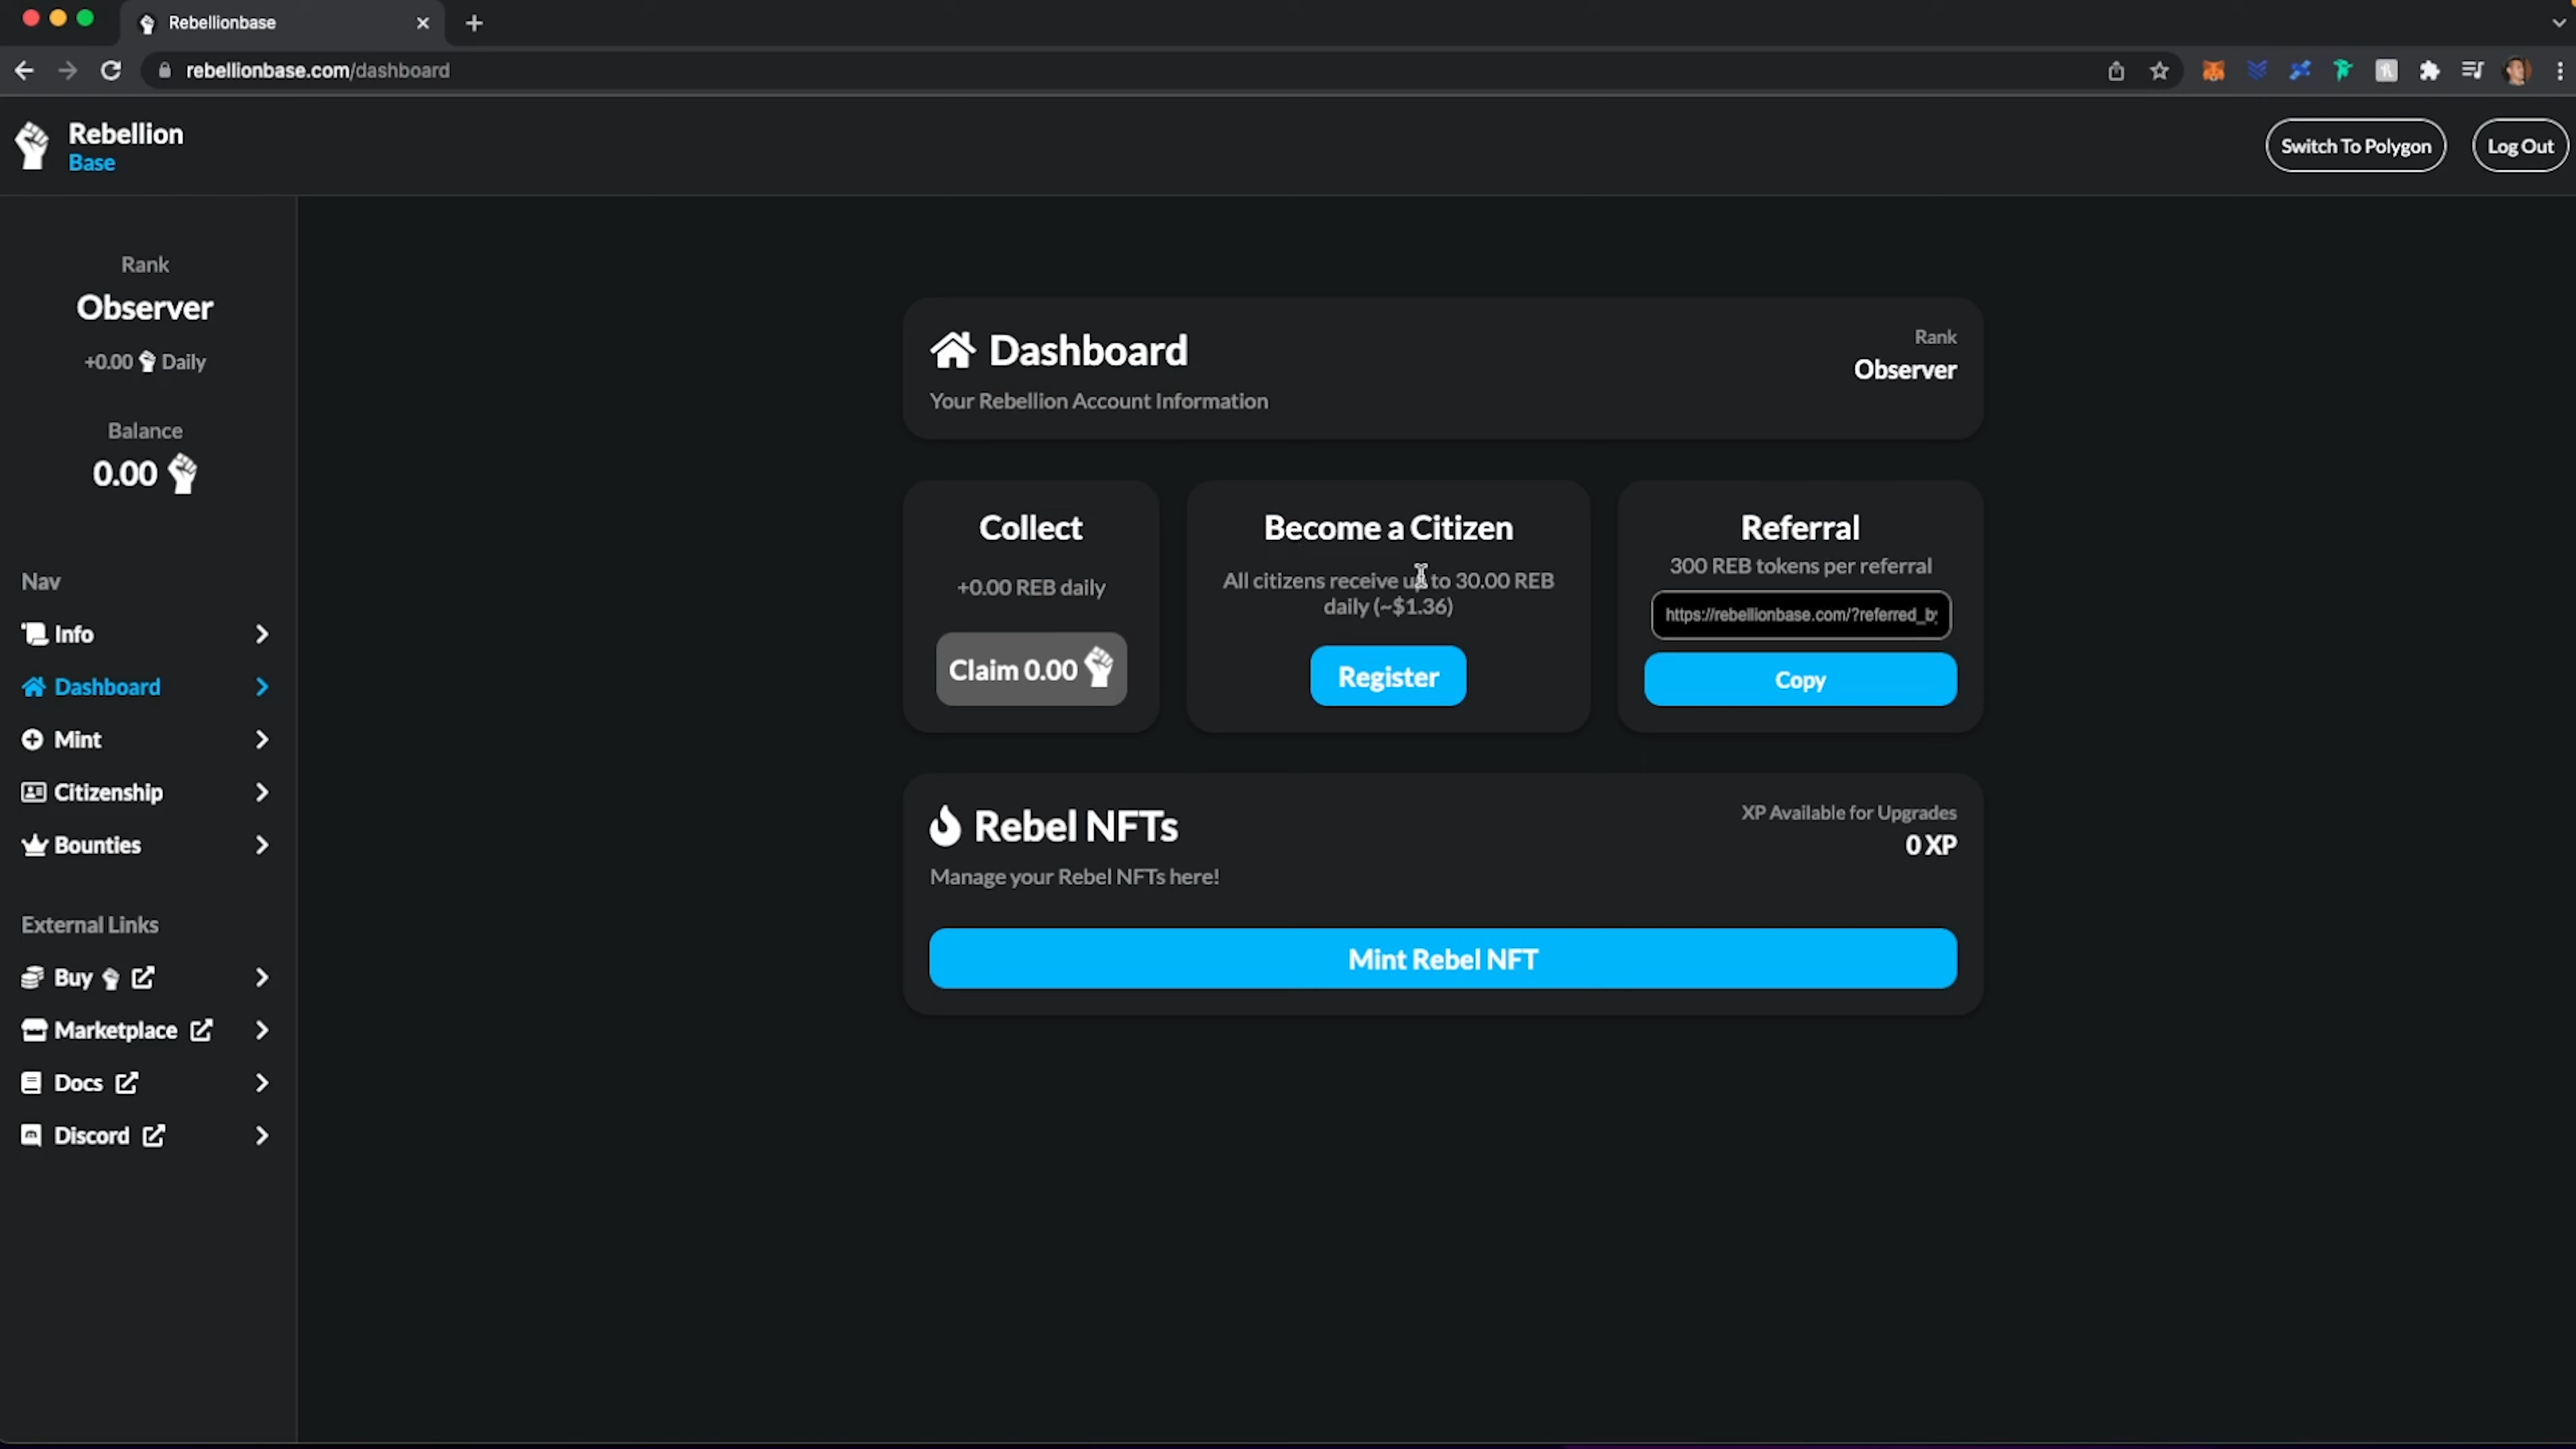 Rebellionbase
rebellionbase.com/dashboard
Rebellion
Base
Switch To Polygon
Log Out
Rank
Observer
+0.00 Daily
Balance
0.00
Nav
Info
Dashboard
Mint
Citizenship
Bounties
External Links
Buy
Marketplace
Docs
Discord
Dashboard
Your Rebellion Account Information
Rank
Observer
Collect
+0.00 REB daily
Claim 0.00
Become a Citizen
All citizens receive up to 30.00 REB
daily (~$1.36)
Register
Referral
300 REB tokens per referral
https://rebellionbase.com/?referred_by
Copy
Rebel NFTs
Manage your Rebel NFTs here!
XP Available for Upgrades
0 XP
Mint Rebel NFT